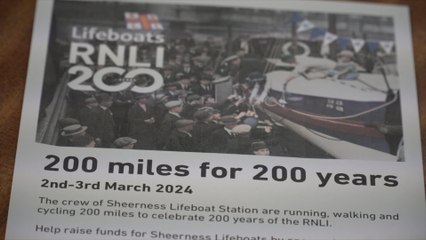 Lifeboats
RNLI
200
200 miles for 200 years
2nd-3rd March 2024
The crew of Sheerness Lifeboat Station are running, walking and
cycling 200 miles to celebrate 200 years of the RNLI.
Help raise funds for Sheerness Lifeboats by